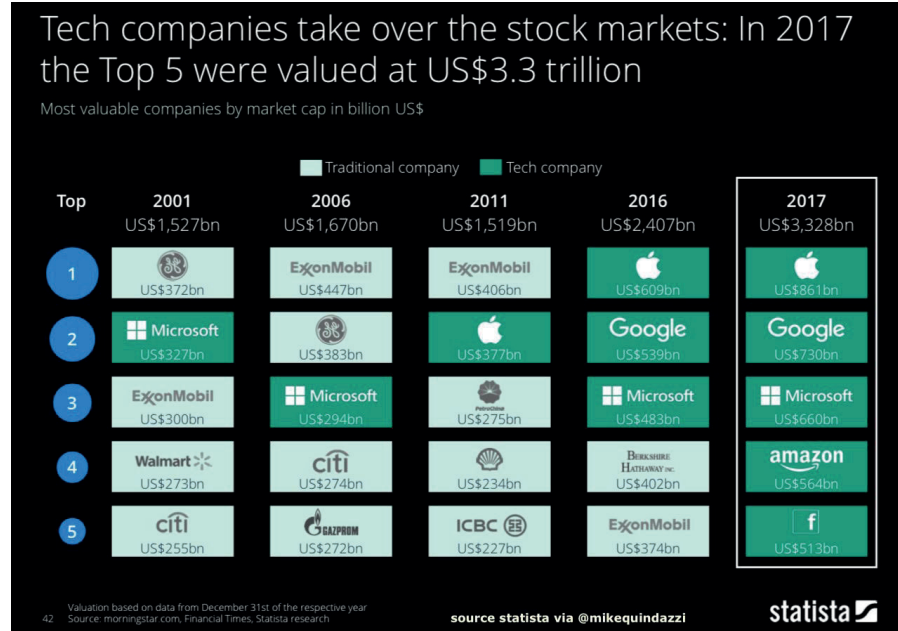 Tech companies take over the stock markets: In 2017
the Top 5 were valued at US$3.3 trillion
Most valuable companies by market cap in billion US$
Traditional company Tech company
Top 2001 2006 2011 2016 2017
US$1,527bn US$1,670bn US$1,519bn US$2,407bn US$3,328bn
1 GE ExxonMobil ExxonMobil
US$372bn US$447bn US$406bn US$609bn US$861bn
2 Microsoft GE Google Google
US$327bn US$383bn US$377bn US$539bn US$730bn
3 ExxonMobil Microsoft PetroChina Microsoft Microsoft
US$300bn US$294bn US$275bn US$483bn US$660bn
4 Walmart citi BERKSHIRE HATHAWAY INC. amazon
US$273bn US$274bn US$234bn US$402bn US$564bn
5 citi GAZPROM ICBC ExxonMobil f
US$255bn US$272bn US$227bn US$374bn US$513bn
Valuation based on data from December 31st of the respective year
42 Source: morningstar.com, Financial Times, Statista research
source statista via @mikequindazzi
statista